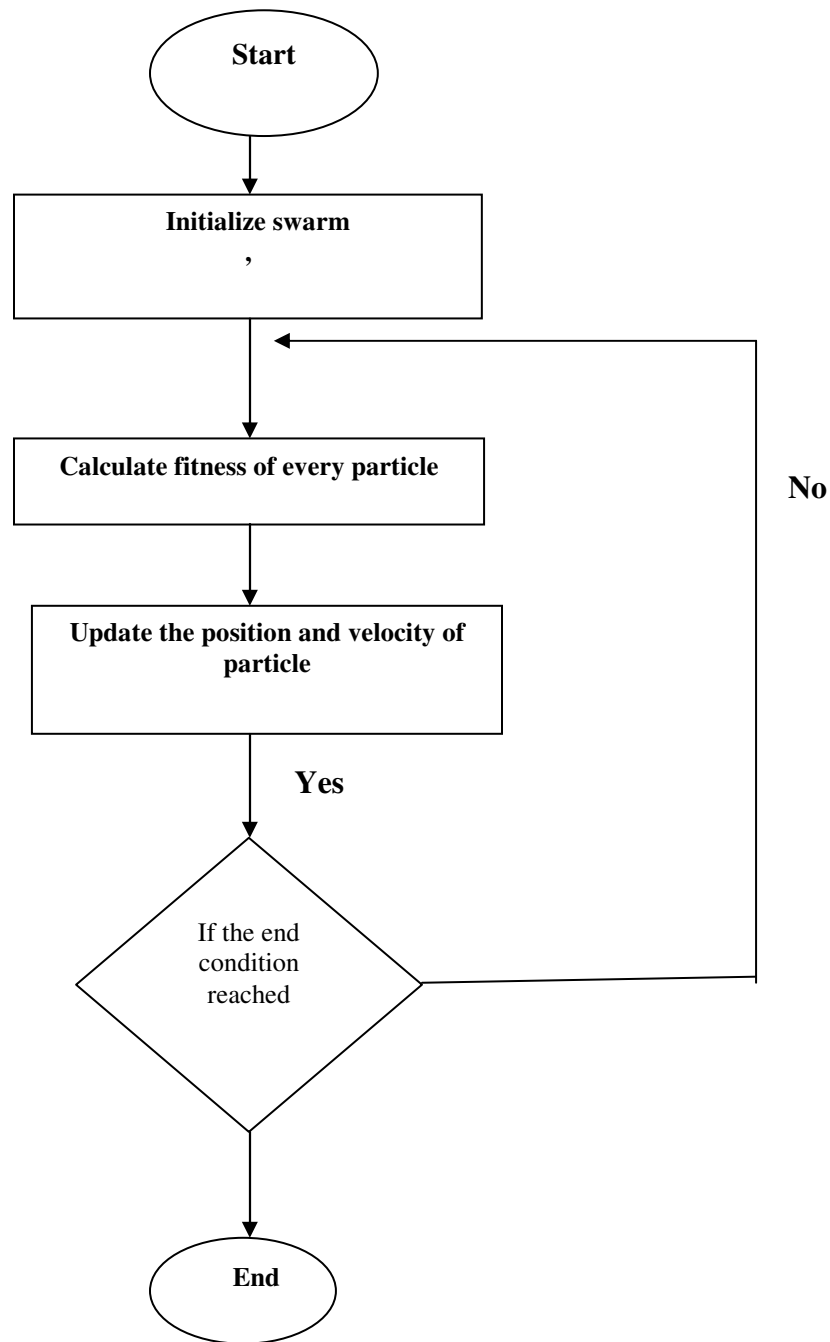 Start
Initialize swarm
,
Calculate fitness of every particle
No
Update the position and velocity of
particle
Yes
If the end
condition
reached
End